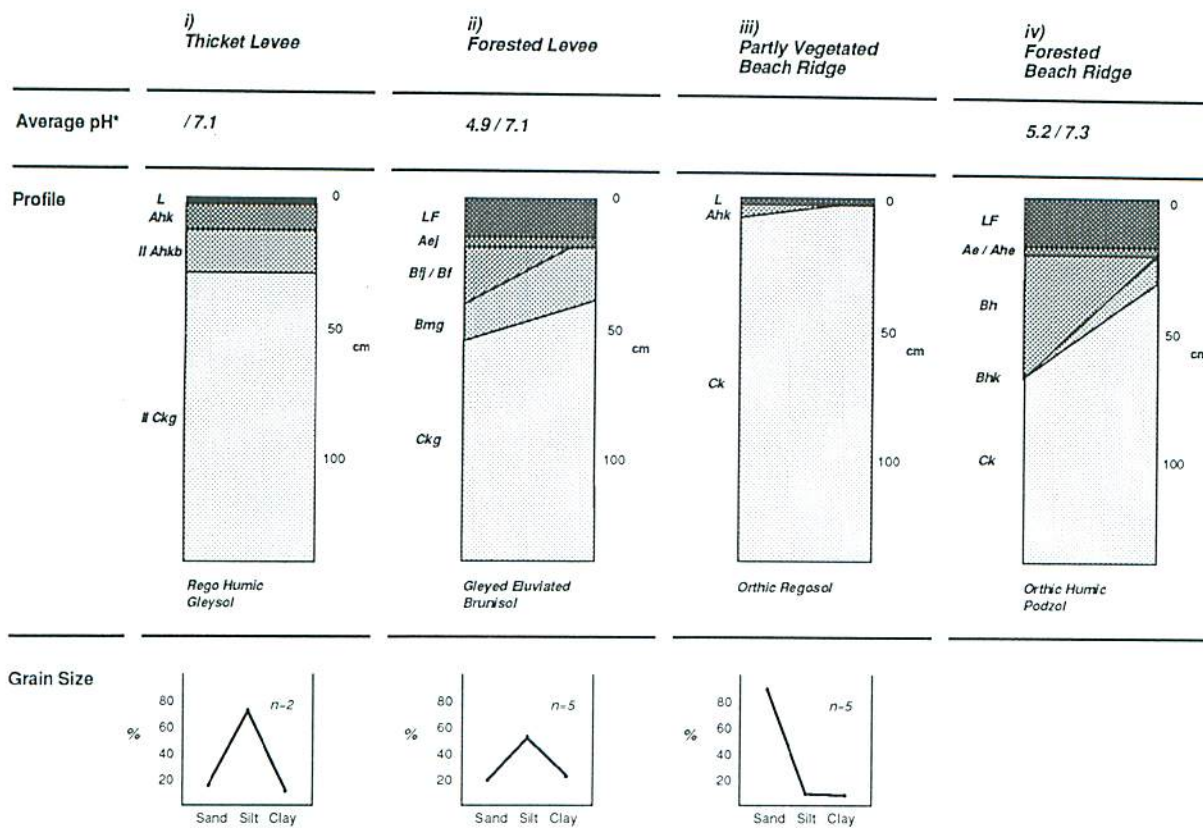 i)
Thicket Levee
ii)
Forested Levee
iii)
Partly Vegetated
Beach Ridge
iv)
Forested
Beach Ridge
Average pH*
/ 7.1
4.9 / 7.1
5.2 / 7.3
Profile
L
Ahk
II Ahkb
II Ckg
0
50
cm
100
Rego Humic
Gleysol
LF
Aej
Bfj / Bf
Bmg
Ckg
0
50
cm
100
Gleyed Eluviated
Brunisol
L
Ahk
Ck
0
50
cm
100
Orthic Regosol
LF
Ae / Ahe
Bh
Bhk
Ck
0
50
cm
100
Orthic Humic
Podzol
Grain Size
%
80
60
40
20
n=2
Sand Silt Clay
%
80
60
40
20
n=5
Sand Silt Clay
%
80
60
40
20
n=5
Sand Silt Clay